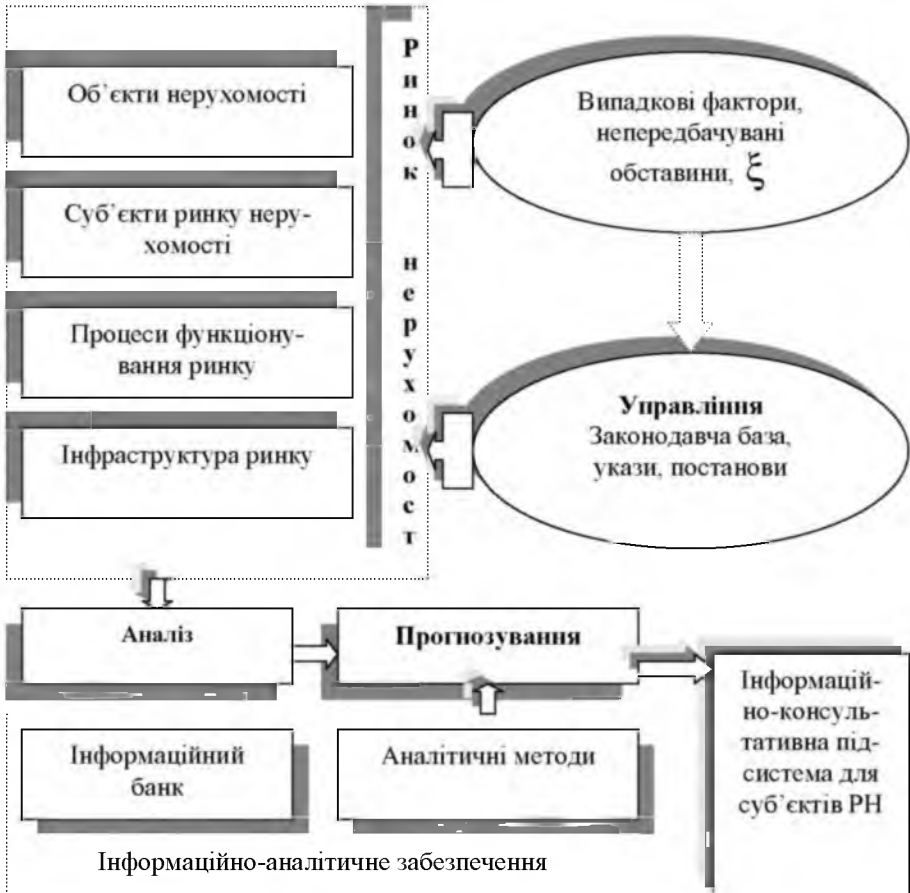 Об’єкти нерухомості
Суб’єкти ринку неру-
хомості
Процеси функціону-
вання ринку
Інфраструктура ринку
Ринок нерухомост
Випадкові фактори,
непередбачувані
обставини, ξ
Управління
Законодавча база,
укази, постанови
Аналіз
Прогнозування
Інформацій-
но-консуль-
тативна під-
система для
суб’єктів РН
Інформаційний
банк
Аналітичні методи
Інформаційно-аналітичне забезпечення